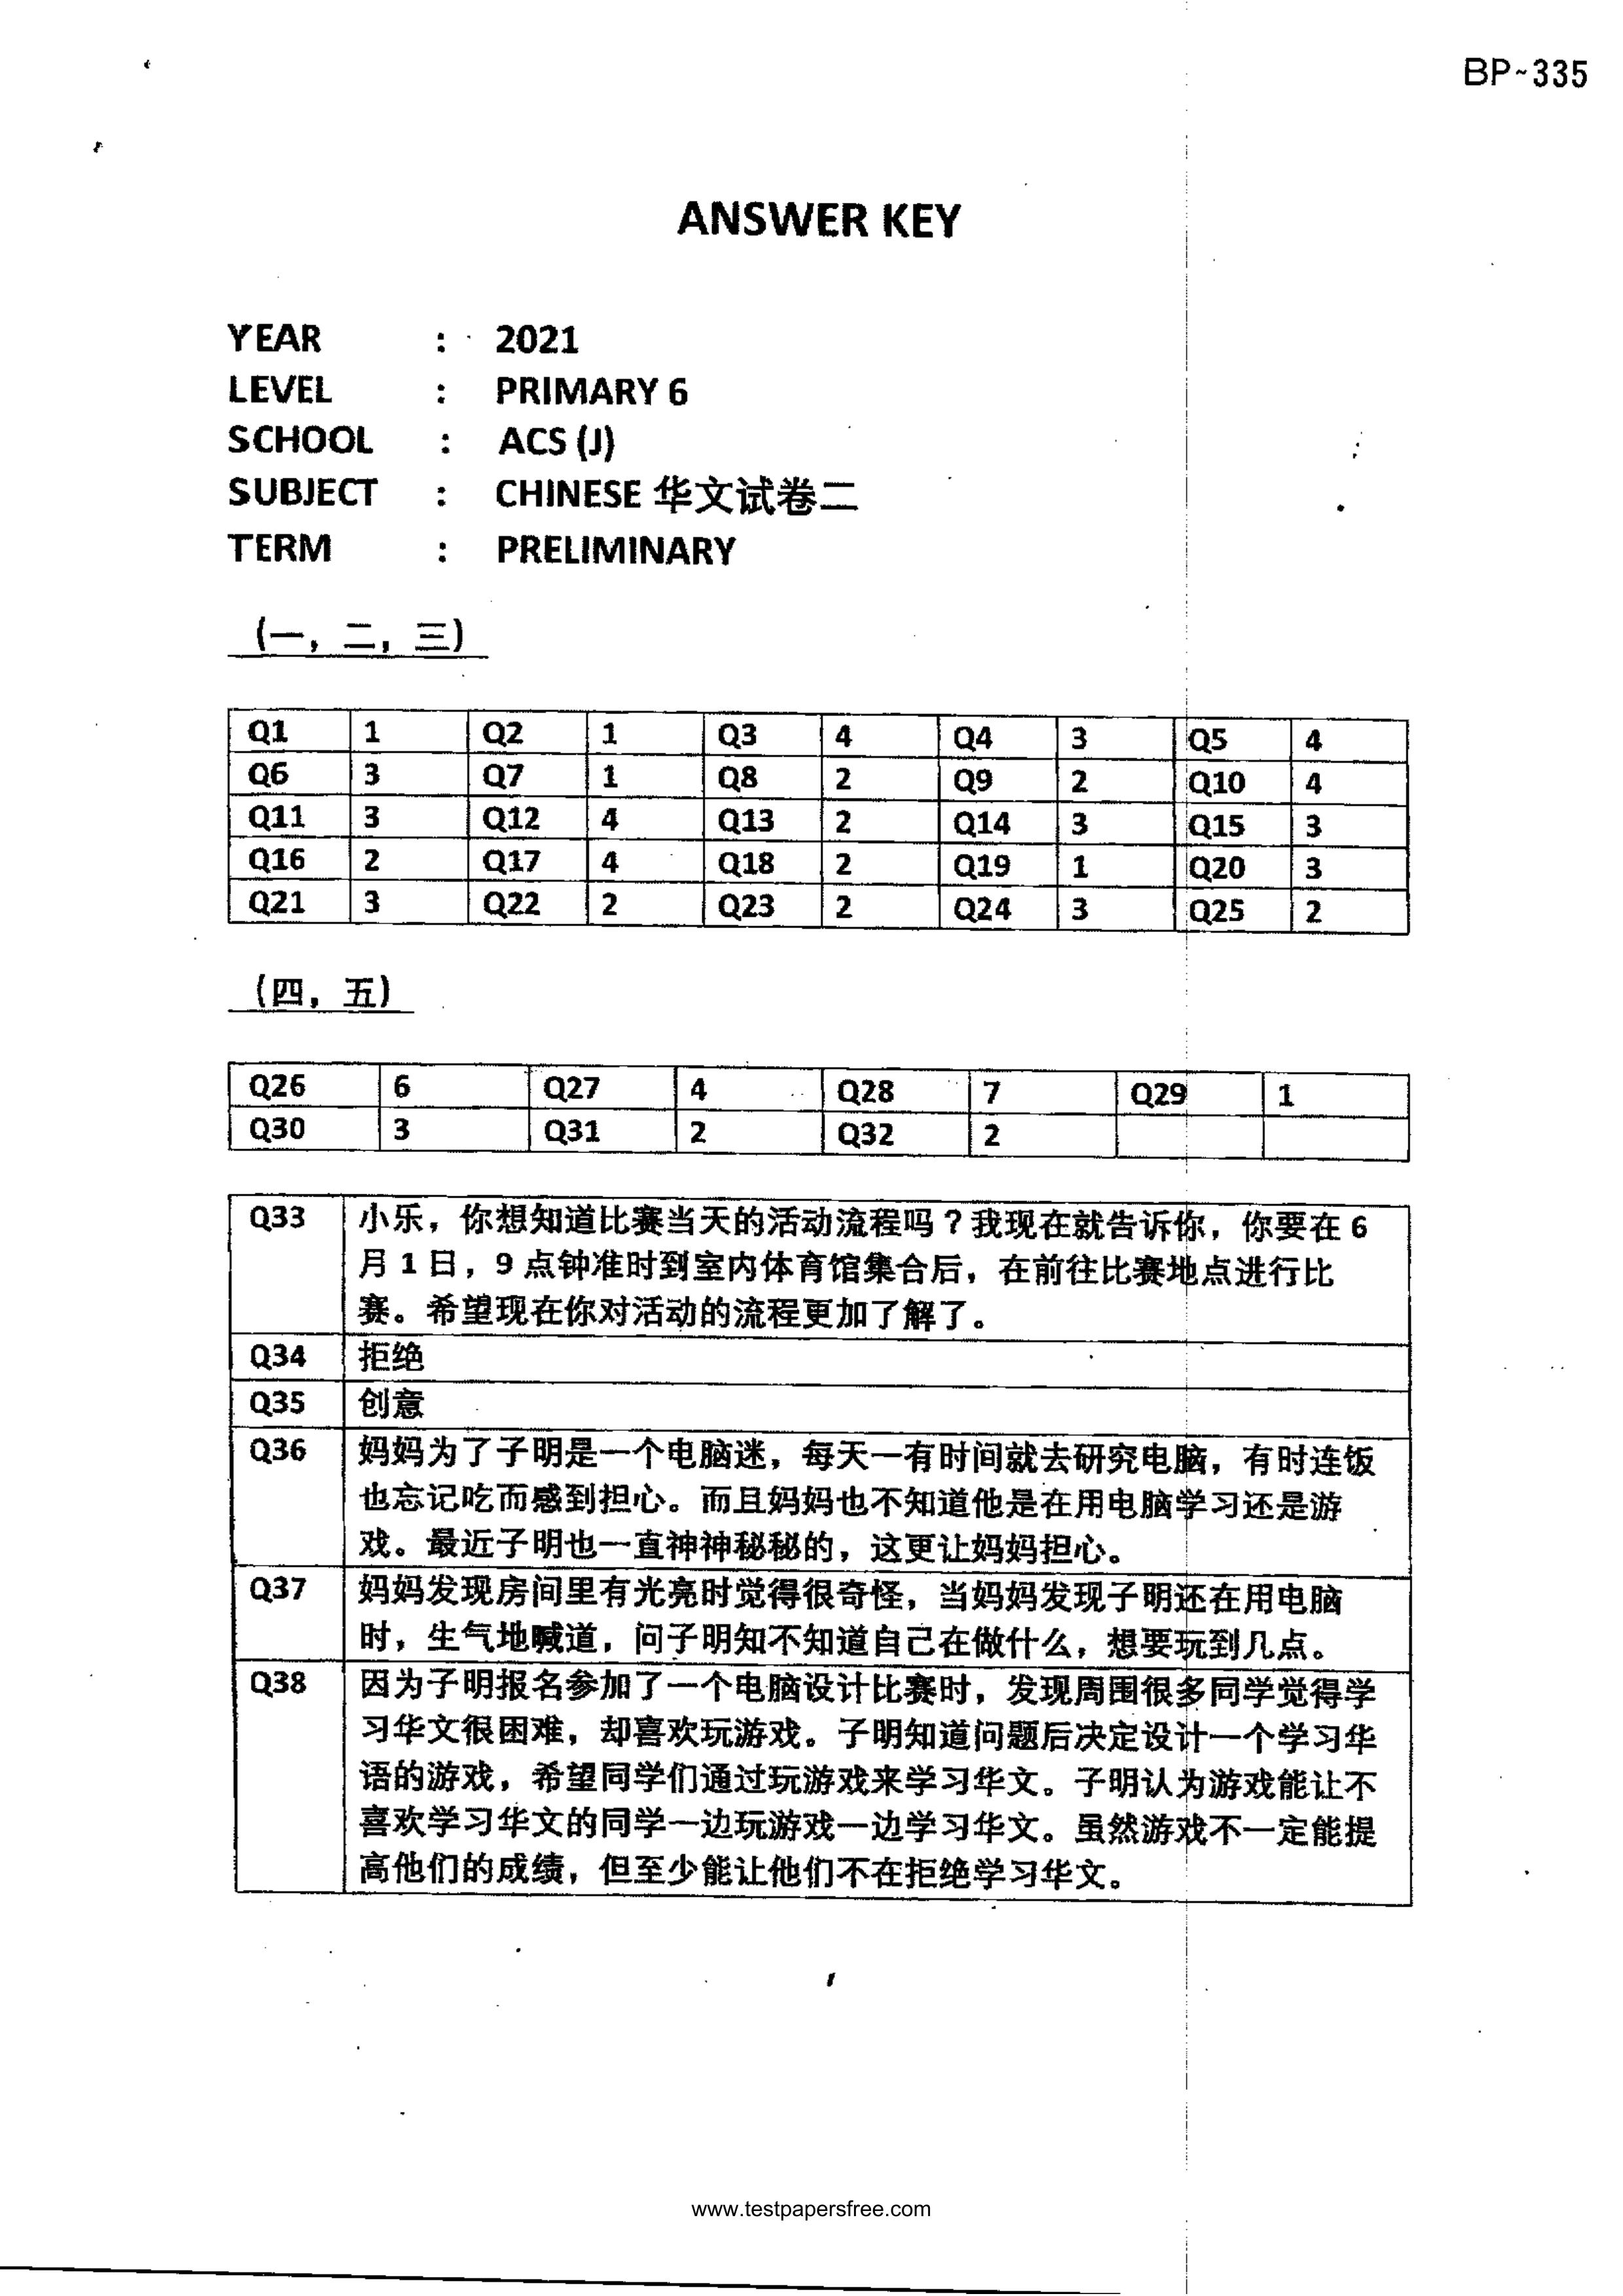 BP~335
ANSWER KEY
YEAR : 2021
LEVEL : PRIMARY 6
SCHOOL : ACS (J)
SUBJECT : CHINESE 华文试卷二
TERM : PRELIMINARY
(一，二，三)
Q1 1 Q2 1 Q3 4 Q4 3 Q5 4
Q6 3 Q7 1 Q8 2 Q9 2 Q10 4
Q11 3 Q12 4 Q13 2 Q14 3 Q15 3
Q16 2 Q17 4 Q18 2 Q19 1 Q20 3
Q21 3 Q22 2 Q23 2 Q24 3 Q25 2
(四，五)
Q26 6 Q27 4 Q28 7 Q29 1
Q30 3 Q31 2 Q32 2
Q33 小乐，你想知道比赛当天的活动流程吗？我现在就告诉你，你要在 6
月 1 日，9 点钟准时到室内体育馆集合后，在前往比赛地点进行比
赛。希望现在你对活动的流程更加了解了。
Q34 拒绝
Q35 创意
Q36 妈妈为了子明是一个电脑迷，每天一有时间就去研究电脑，有时连饭
也忘记吃而感到担心。而且妈妈也不知道他是在用电脑学习还是游
戏。最近子明也一直神神秘秘的，这更让妈妈担心。
Q37 妈妈发现房间里有光亮时觉得很奇怪，当妈妈发现子明还在用电脑
时，生气地喊道，问子明知不知道自己在做什么，想要玩到几点。
Q38 因为子明报名参加了一个电脑设计比赛时，发现周围很多同学觉得学
习华文很困难，却喜欢玩游戏。子明知道问题后决定设计一个学习华
语的游戏，希望同学们通过玩游戏来学习华文。子明认为游戏能让不
喜欢学习华文的同学一边玩游戏一边学习华文。虽然游戏不一定能提
高他们的成绩，但至少能让他们不在拒绝学习华文。
www.testpapersfree.com